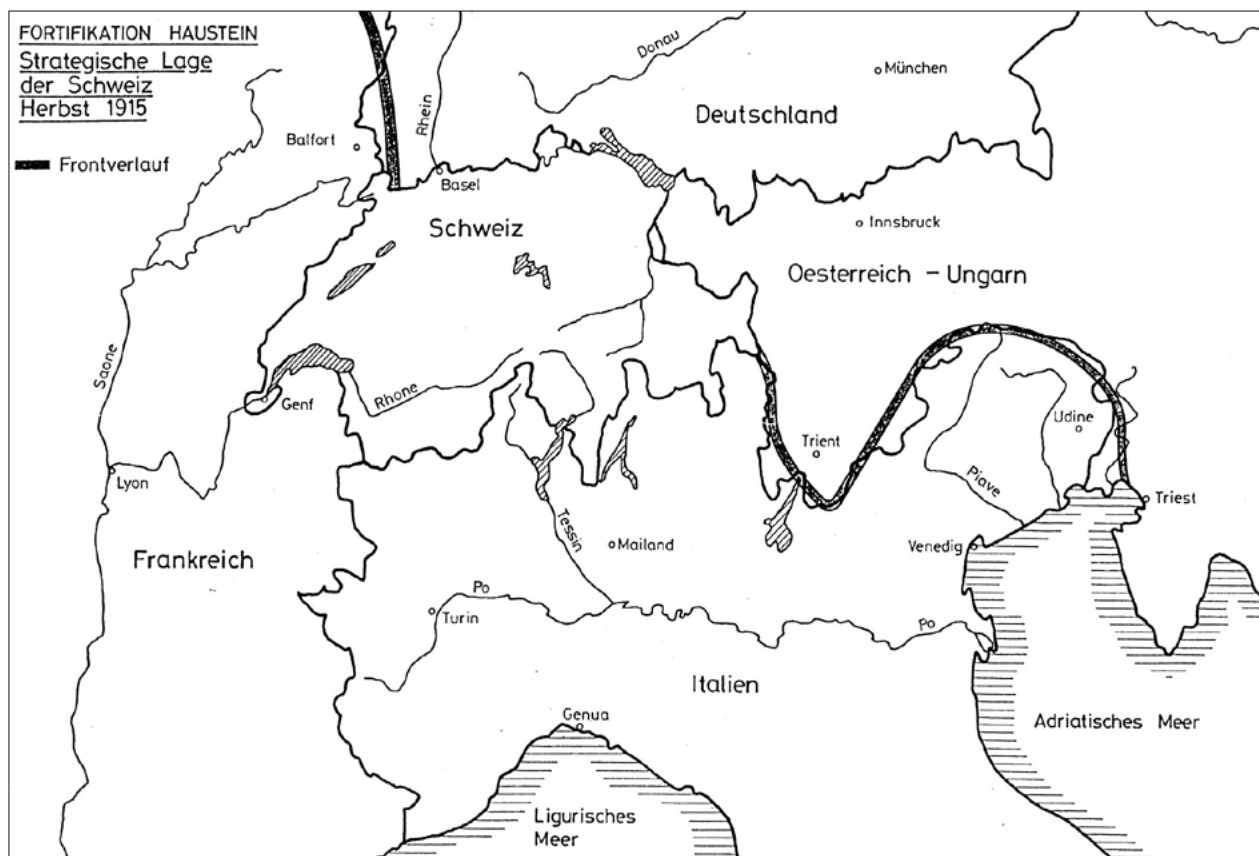 FORTIFIKATION HAUSTEIN
Strategische Lage
der Schweiz
Herbst 1915
Frontverlauf
Donau
München
Deutschland
Rhein
Balfort
Basel
Schweiz
Innsbruck
Oesterreich - Ungarn
Saone
Genf
Rhone
Trient
Udine
Lyon
Piave
Triest
Tessin
Mailand
Venedig
Frankreich
Po
Turin
Po
Italien
Genua
Adriatisches Meer
Ligurisches
Meer